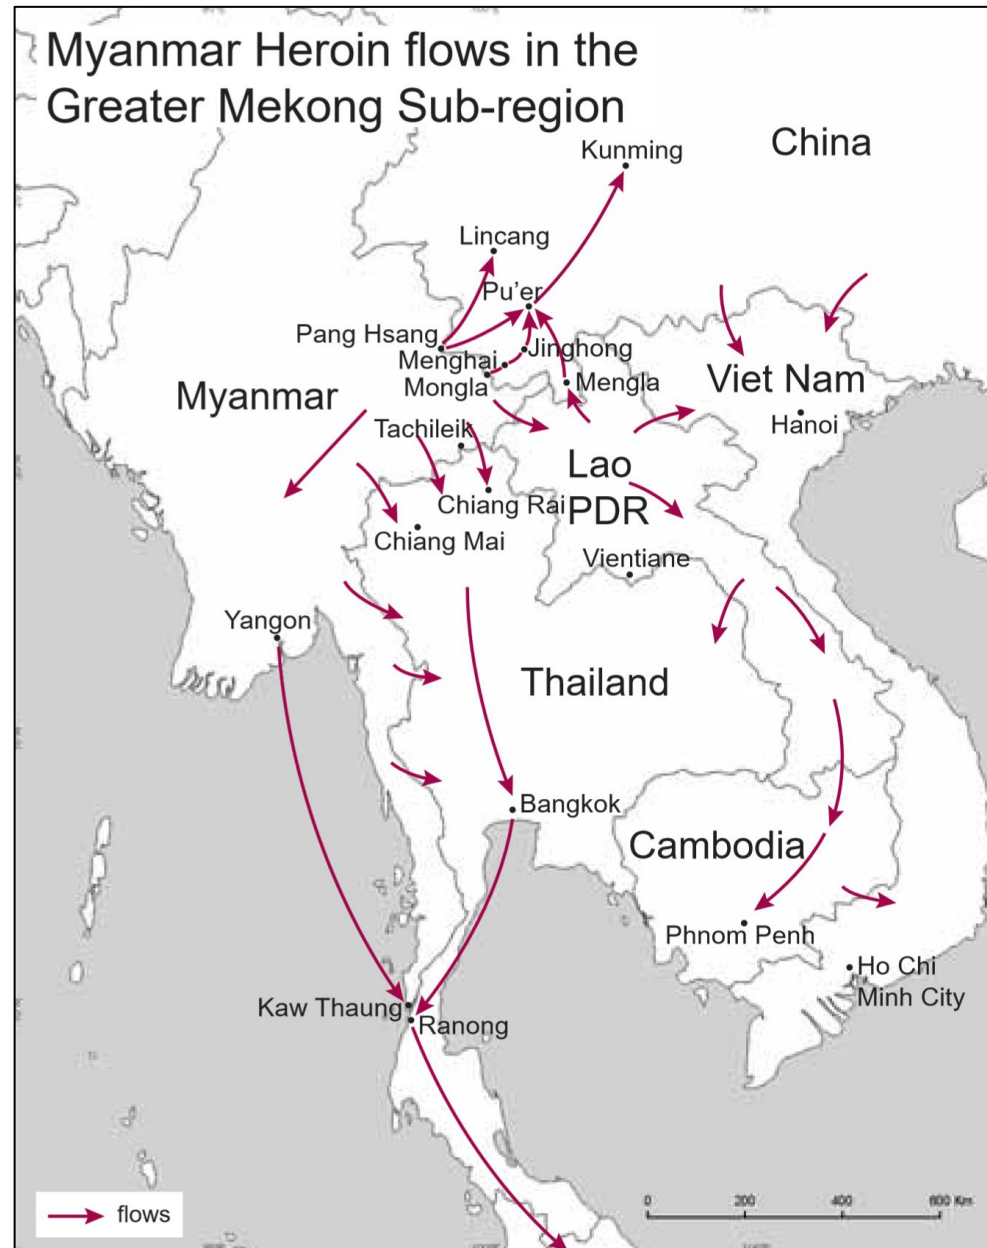 Myanmar Heroin flows in the
Greater Mekong Sub-region
China
Kunming
Lincang
Pu'er
Pang Hsang
Jinghong
Menghai
Mongla
Mengla
Viet Nam
Myanmar
Hanoi
Tachileik
Lao
PDR
Chiang Rai
Chiang Mai
Vientiane
Yangon
Thailand
Bangkok
Cambodia
Phnom Penh
Ho Chi
Minh City
Kaw Thaung
Ranong
flows
0 200 400 600 Km